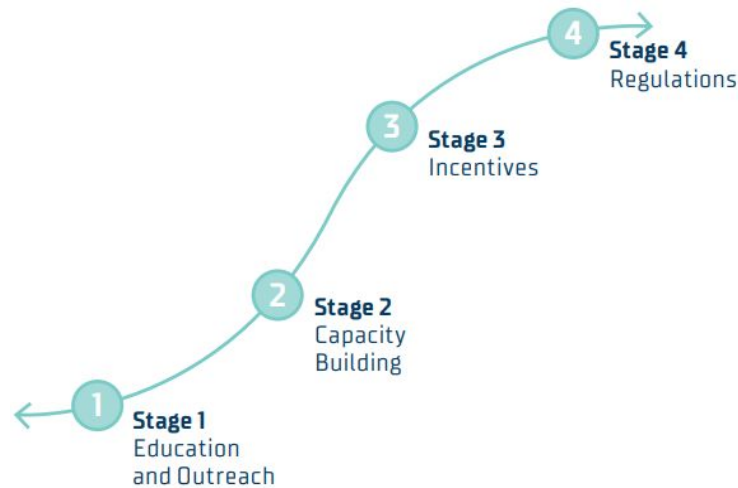 4
Stage 4
Regulations
3
Stage 3
Incentives
2
Stage 2
Capacity
Building
1
Stage 1
Education
and Outreach